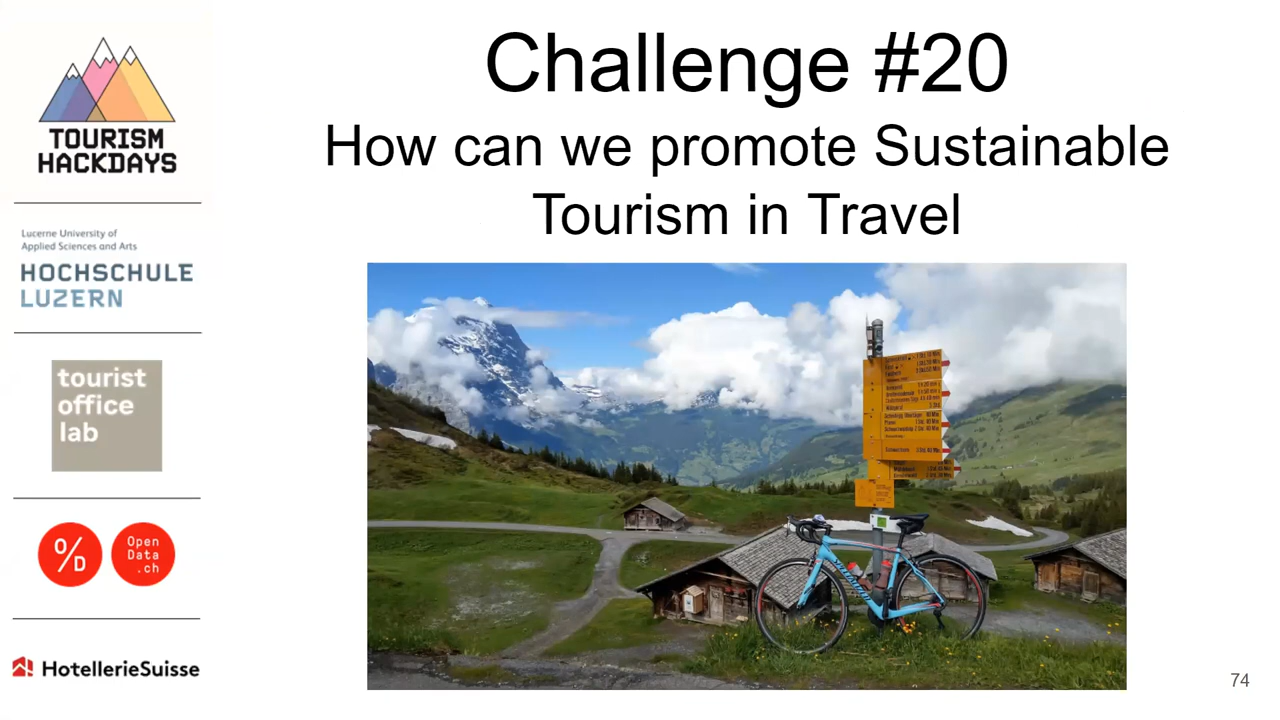 Challenge #20
How can we promote Sustainable
Tourism in Travel
TOURISM
HACKDAYS
Lucerne University of
Applied Sciences and Arts
HOCHSCHULE
LUZERN
tourist
office
lab
%D
Open
Data
.ch
HotellerieSuisse
SPECIALIZED
74